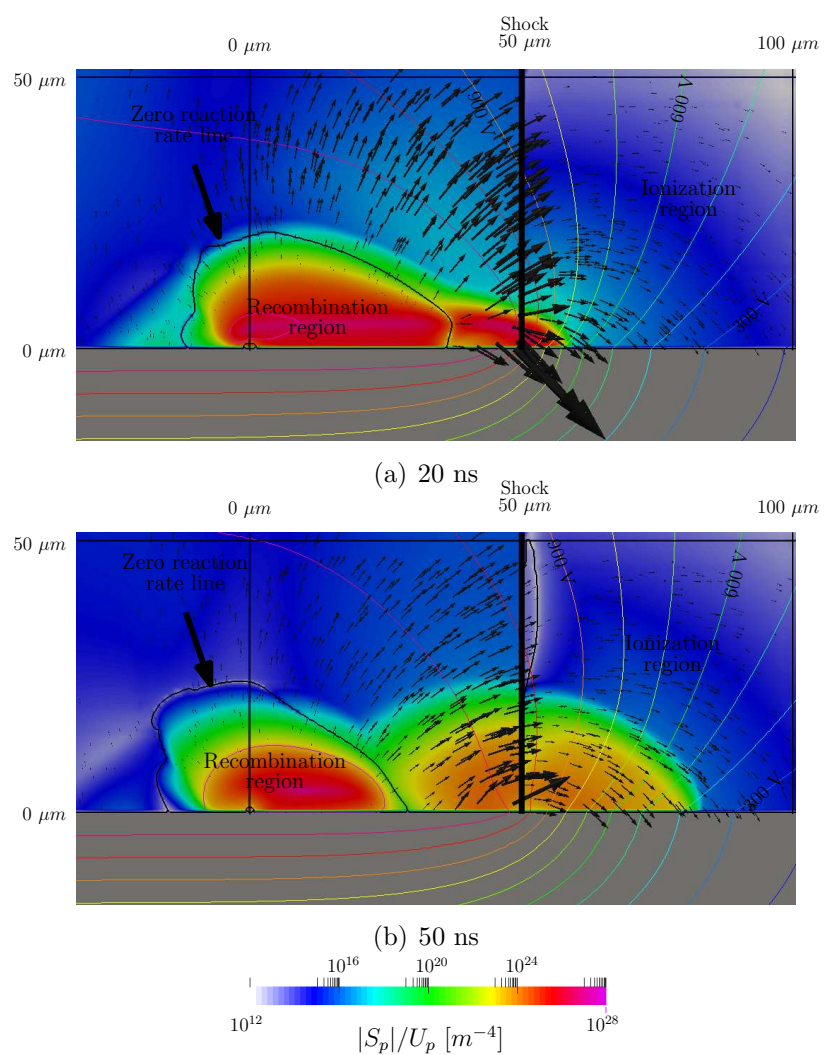 Shock
0 μm 50 μm 100 μm
50 μm
Zero reaction
rate line
900 V
600 V
Ionization
region
Recombination
region
300 V
0 μm
(a) 20 ns
Shock
0 μm 50 μm 100 μm
50 μm
Zero reaction
rate line
900 V
600 V
Ionization
region
Recombination
region
300 V
0 μm
(b) 50 ns
10^16 10^20 10^24
10^12 10^28
|S_p|/U_p [m^-4]